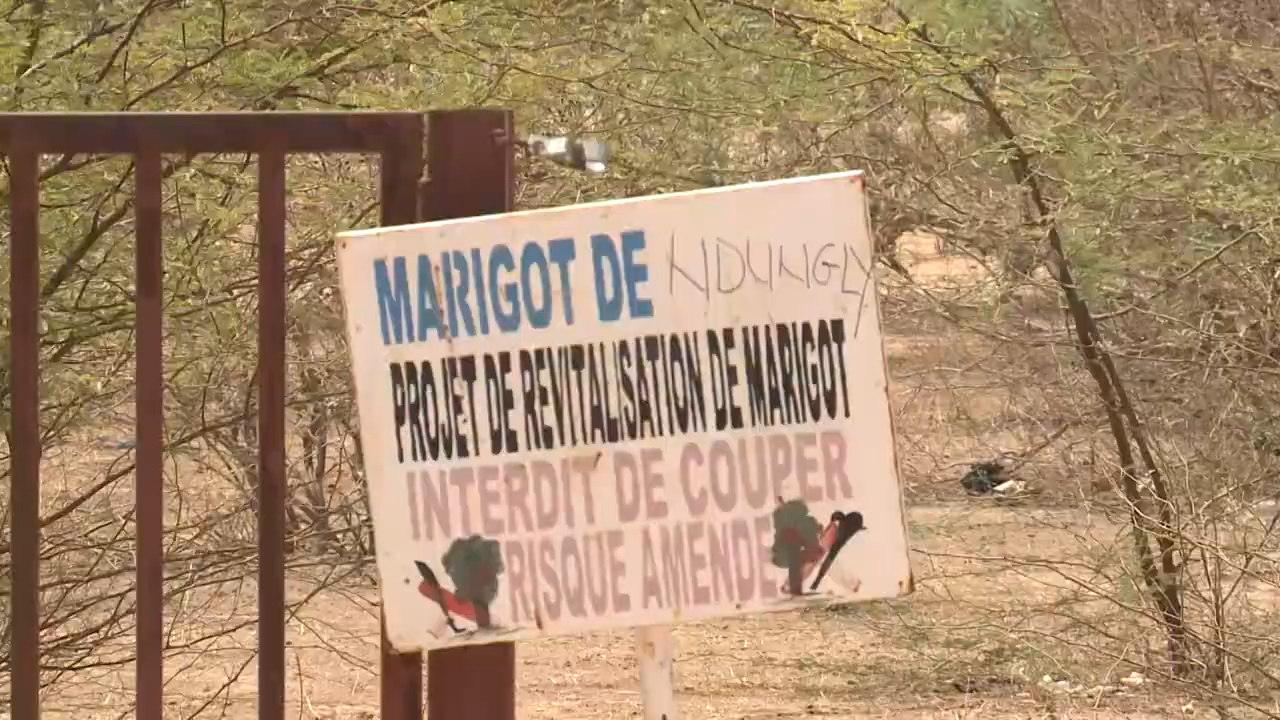 MARIGOT DE NDUNGLY
PROJET DE REVITALISATION DE MARIGOT
INTERDIT DE COUPER
RISQUE AMENDE